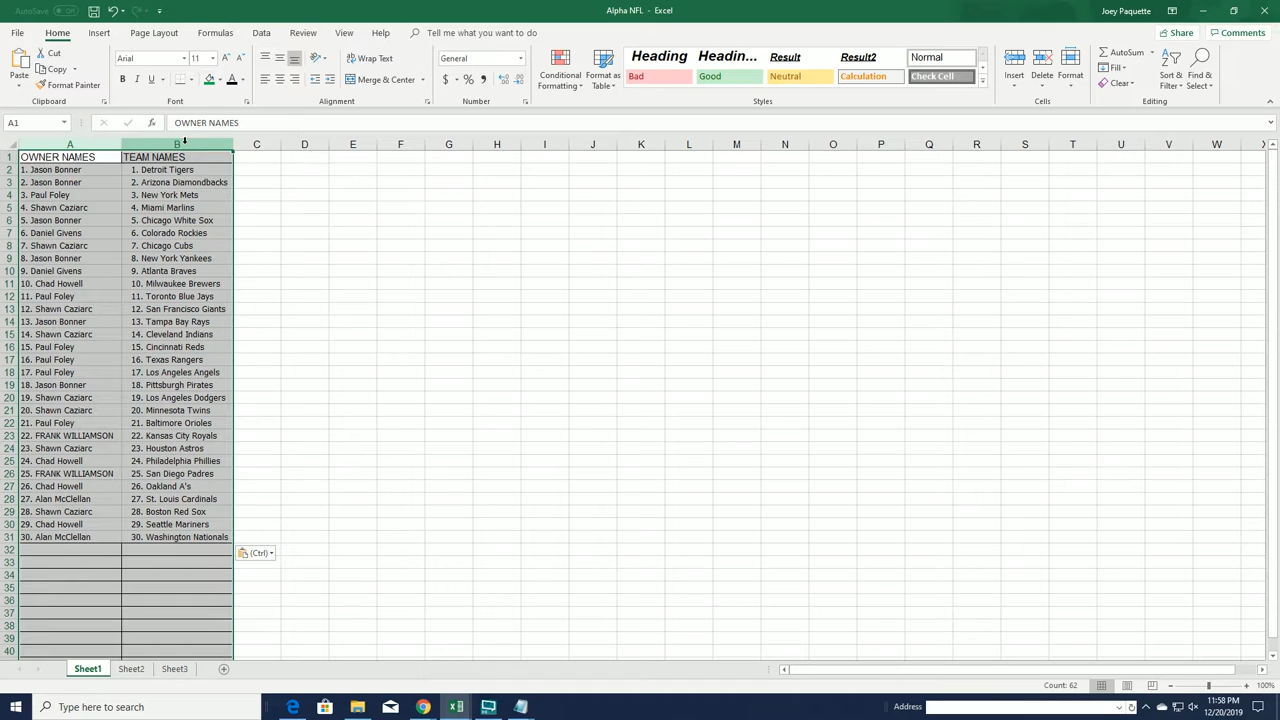 AutoSave Off
Alpha NFL - Excel
Joey Paquette
File Home Insert Page Layout Formulas Data Review View Help Tell me what you want to do
Share Comments
Paste
Cut
Copy
Format Painter
Clipboard
Arial 11
B I U
Font
Wrap Text
Merge & Center
Alignment
General
$ % 
Number
Conditional Formatting
Format as Table
Heading Headin... Result Result2 Normal
Bad Good Neutral Calculation Check Cell
Styles
Insert Delete Format
Cells
AutoSum
Fill
Clear
Sort & Filter
Find & Select
Editing
A1 fx OWNER NAMES
A B C D E F G H I J K L M N O P Q R S T U V W X
1 OWNER NAMES TEAM NAMES
2 1. Jason Bonner 1. Detroit Tigers
3 2. Jason Bonner 2. Arizona Diamondbacks
4 3. Paul Foley 3. New York Mets
5 4. Shawn Caziarc 4. Miami Marlins
6 5. Jason Bonner 5. Chicago White Sox
7 6. Daniel Givens 6. Colorado Rockies
8 7. Shawn Caziarc 7. Chicago Cubs
9 8. Jason Bonner 8. New York Yankees
10 9. Daniel Givens 9. Atlanta Braves
11 10. Chad Howell 10. Milwaukee Brewers
12 11. Paul Foley 11. Toronto Blue Jays
13 12. Shawn Caziarc 12. San Francisco Giants
14 13. Jason Bonner 13. Tampa Bay Rays
15 14. Shawn Caziarc 14. Cleveland Indians
16 15. Paul Foley 15. Cincinnati Reds
17 16. Paul Foley 16. Texas Rangers
18 17. Paul Foley 17. Los Angeles Angels
19 18. Jason Bonner 18. Pittsburgh Pirates
20 19. Shawn Caziarc 19. Los Angeles Dodgers
21 20. Shawn Caziarc 20. Minnesota Twins
22 21. Paul Foley 21. Baltimore Orioles
23 22. FRANK WILLIAMSON 22. Kansas City Royals
24 23. Shawn Caziarc 23. Houston Astros
25 24. Chad Howell 24. Philadelphia Phillies
26 25. FRANK WILLIAMSON 25. San Diego Padres
27 26. Chad Howell 26. Oakland A's
28 27. Alan McClellan 27. St. Louis Cardinals
29 28. Shawn Caziarc 28. Boston Red Sox
30 29. Chad Howell 29. Seattle Mariners
31 30. Alan McClellan 30. Washington Nationals
32 (Ctrl)
33
34
35
36
37
38
39
40
Sheet1 Sheet2 Sheet3
Count: 62 100%
Type here to search
Address
11:58 PM
12/20/2019